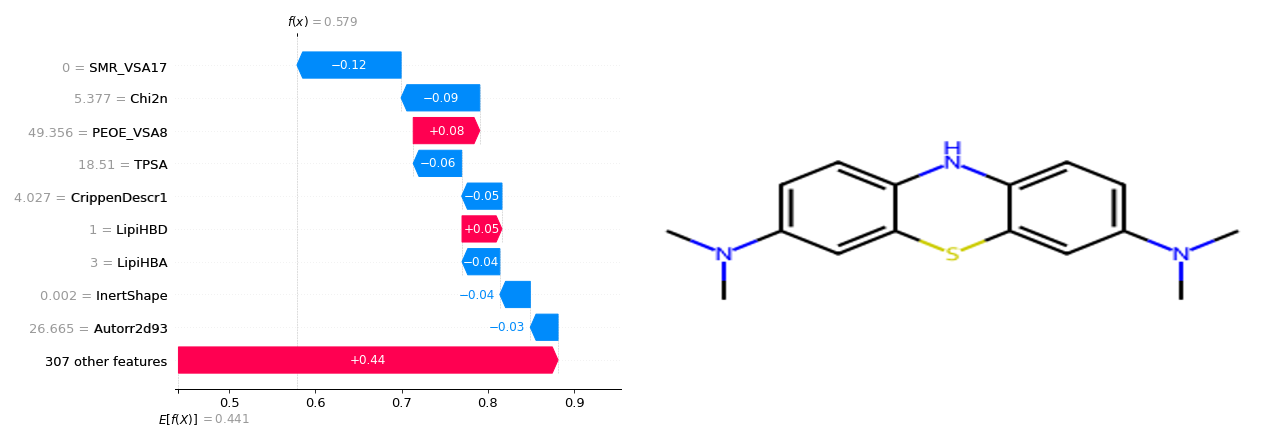 f(x) = 0.579
0 = SMR_VSA17 −0.12
5.377 = Chi2n −0.09
49.356 = PEOE_VSA8 +0.08
18.51 = TPSA −0.06
4.027 = CrippenDescr1 −0.05
1 = LipiHBD +0.05
3 = LipiHBA −0.04
0.002 = InertShape −0.04
26.665 = Autorr2d93 −0.03
307 other features +0.44
0.5 0.6 0.7 0.8 0.9
E[f(X)] = 0.441
H
N
N S N